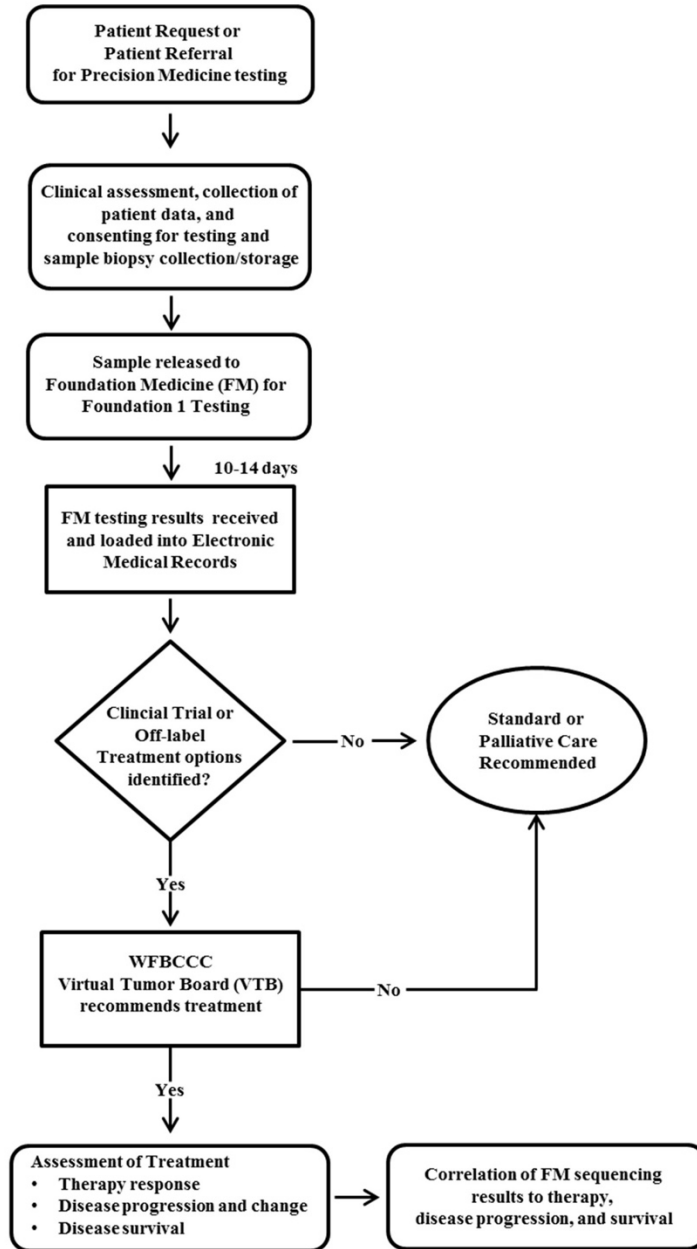 Patient Request or
Patient Referral
for Precision Medicine testing
Clinical assessment, collection of
patient data, and
consenting for testing and
sample biopsy collection/storage
Sample released to
Foundation Medicine (FM) for
Foundation 1 Testing
10-14 days
FM testing results received
and loaded into Electronic
Medical Records
Clincial Trial or
Off-label
Treatment options
identified?
No
Standard or
Palliative Care
Recommended
Yes
WFBCCC
Virtual Tumor Board (VTB)
recommends treatment
No
Yes
Assessment of Treatment
• Therapy response
• Disease progression and change
• Disease survival
Correlation of FM sequencing
results to therapy,
disease progression, and survival